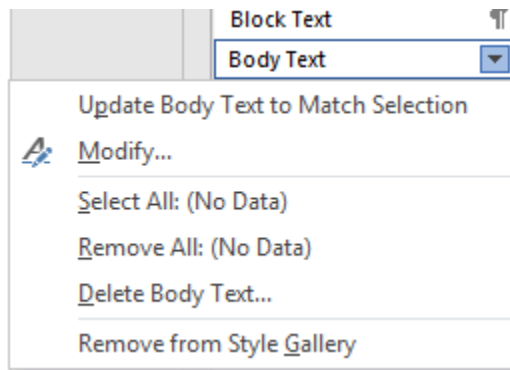 Block Text ¶
Body Text
Update Body Text to Match Selection
Modify...
Select All: (No Data)
Remove All: (No Data)
Delete Body Text...
Remove from Style Gallery